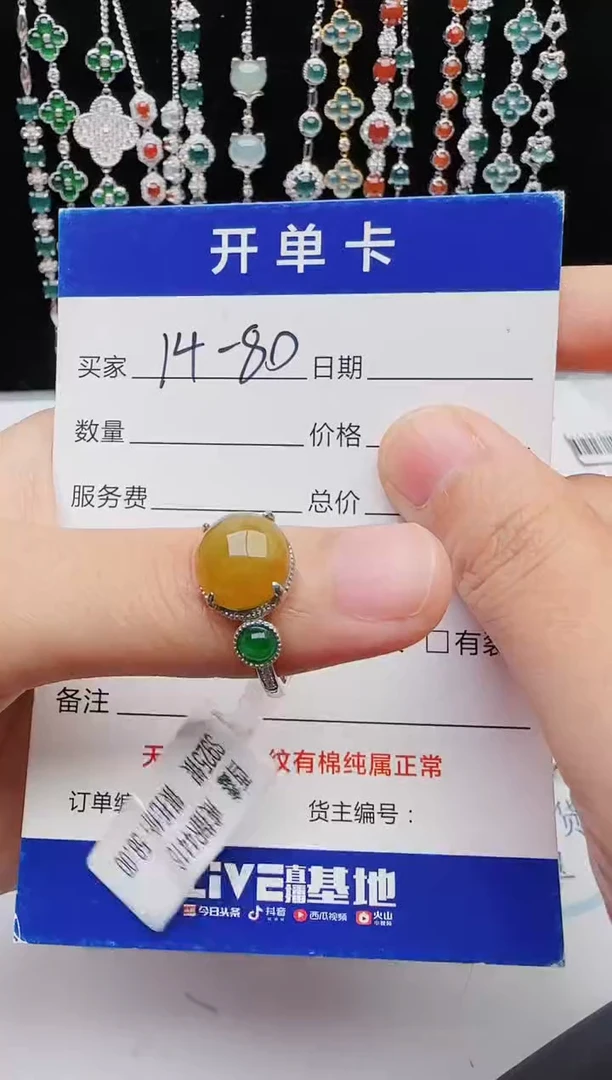 开单卡
买家 14-80 日期
数量 价格
服务费 总价
有
备注
纹有棉纯属正常
订单 货主编号：
LiVE直播基地
今日头条 抖音 西瓜视频 火山